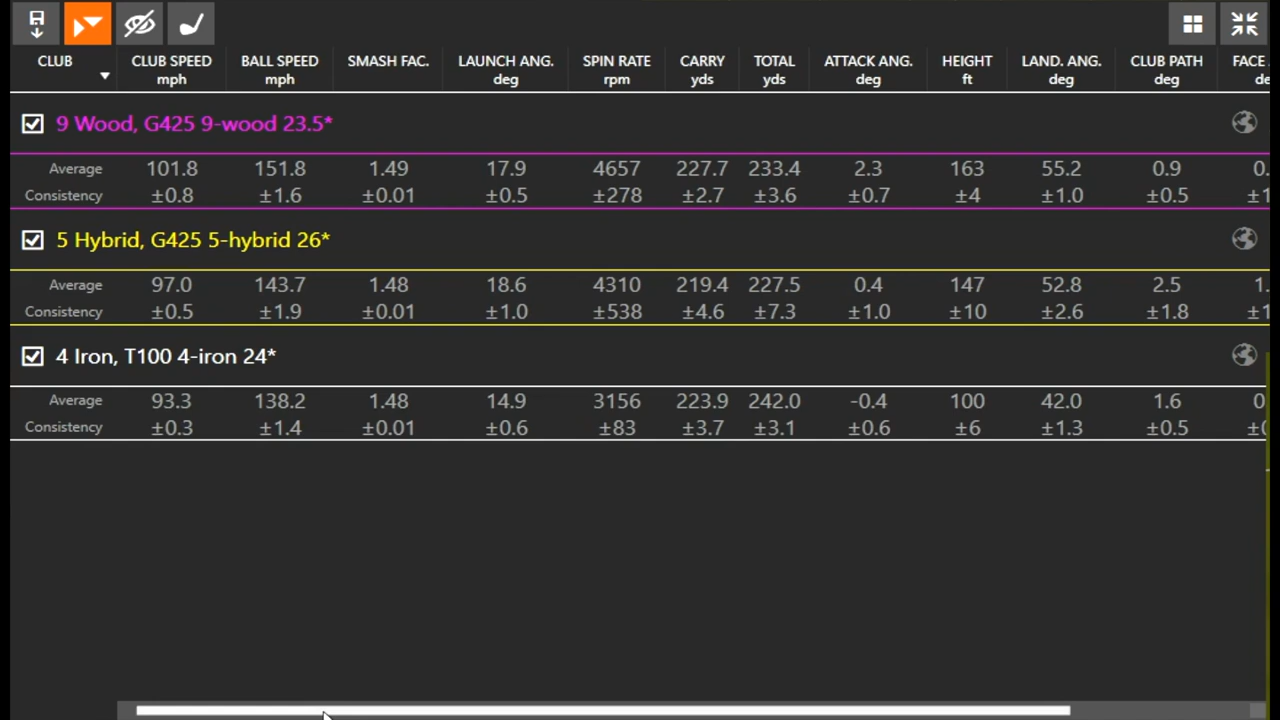 CLUB CLUB SPEED BALL SPEED SMASH FAC. LAUNCH ANG. SPIN RATE CARRY TOTAL ATTACK ANG. HEIGHT LAND. ANG. CLUB PATH FACE
mph mph deg rpm yds yds deg ft deg deg de
9 Wood, G425 9-wood 23.5*
Average 101.8 151.8 1.49 17.9 4657 227.7 233.4 2.3 163 55.2 0.9 0.
Consistency ±0.8 ±1.6 ±0.01 ±0.5 ±278 ±2.7 ±3.6 ±0.7 ±4 ±1.0 ±0.5 ±1
5 Hybrid, G425 5-hybrid 26*
Average 97.0 143.7 1.48 18.6 4310 219.4 227.5 0.4 147 52.8 2.5 1.
Consistency ±0.5 ±1.9 ±0.01 ±1.0 ±538 ±4.6 ±7.3 ±1.0 ±10 ±2.6 ±1.8 ±1
4 Iron, T100 4-iron 24*
Average 93.3 138.2 1.48 14.9 3156 223.9 242.0 -0.4 100 42.0 1.6 0
Consistency ±0.3 ±1.4 ±0.01 ±0.6 ±83 ±3.7 ±3.1 ±0.6 ±6 ±1.3 ±0.5 ±0